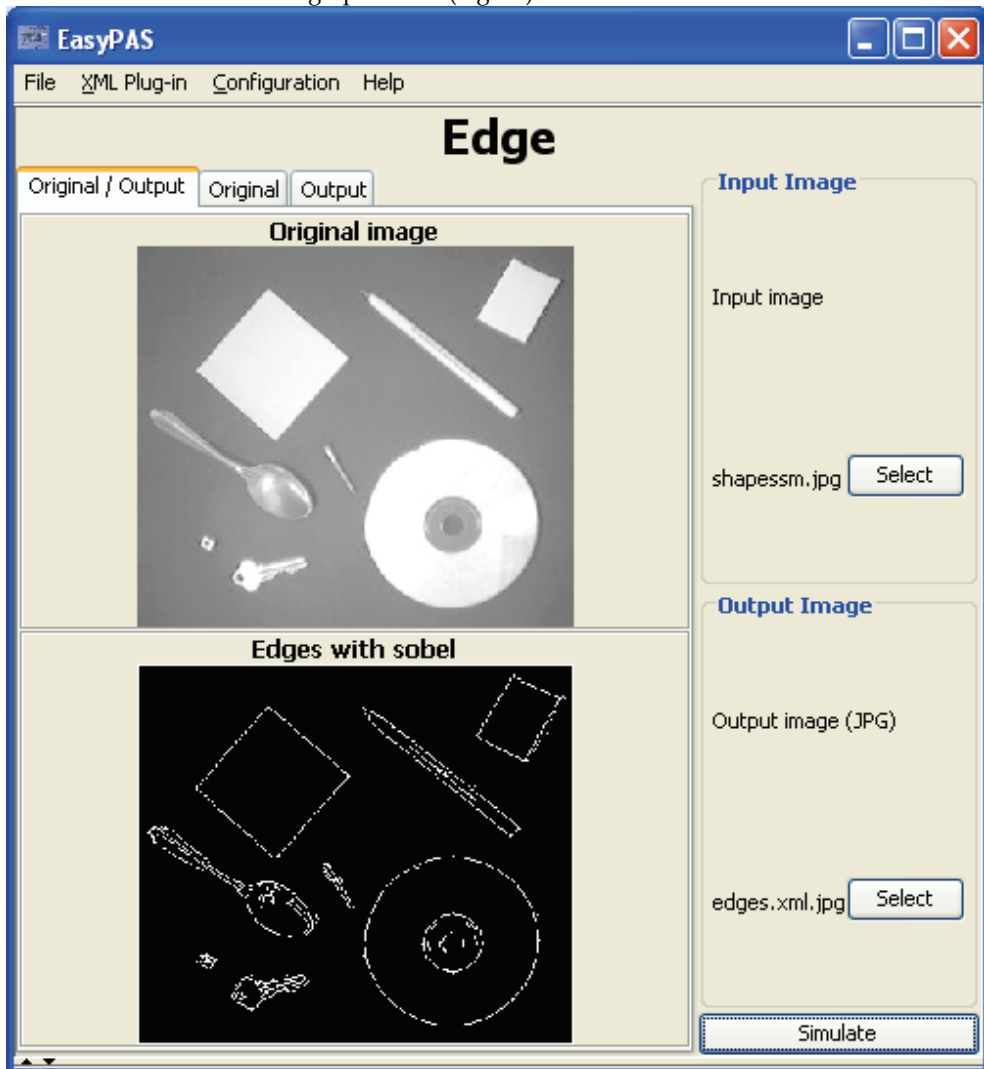 EasyPAS
File XML Plug-in Configuration Help
Edge
Original / Output Original Output
Original image
Edges with sobel
Input Image
Input image
shapessm.jpg Select
Output Image
Output image (JPG)
edges.xml.jpg Select
Simulate